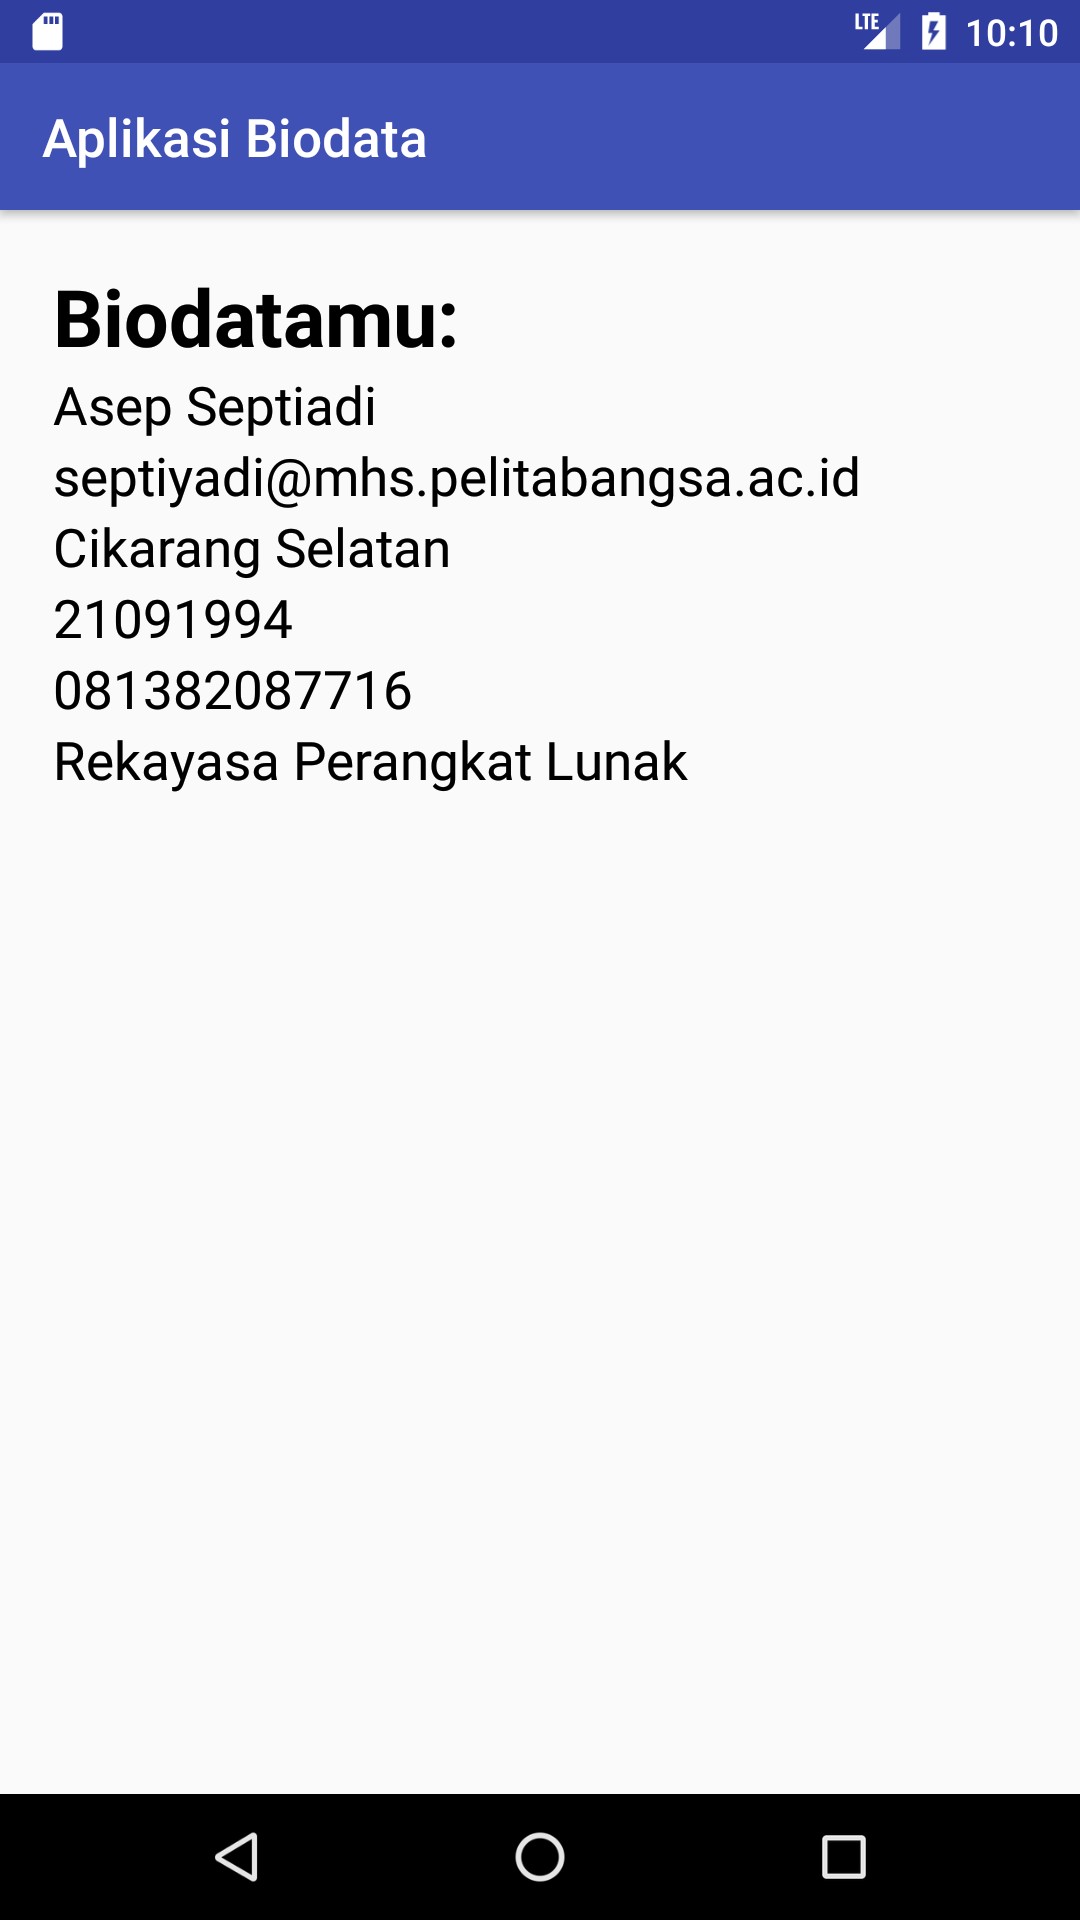 LTE 10:10
Aplikasi Biodata
Biodatamu:
Asep Septiadi
septiyadi@mhs.pelitabangsa.ac.id
Cikarang Selatan
21091994
081382087716
Rekayasa Perangkat Lunak